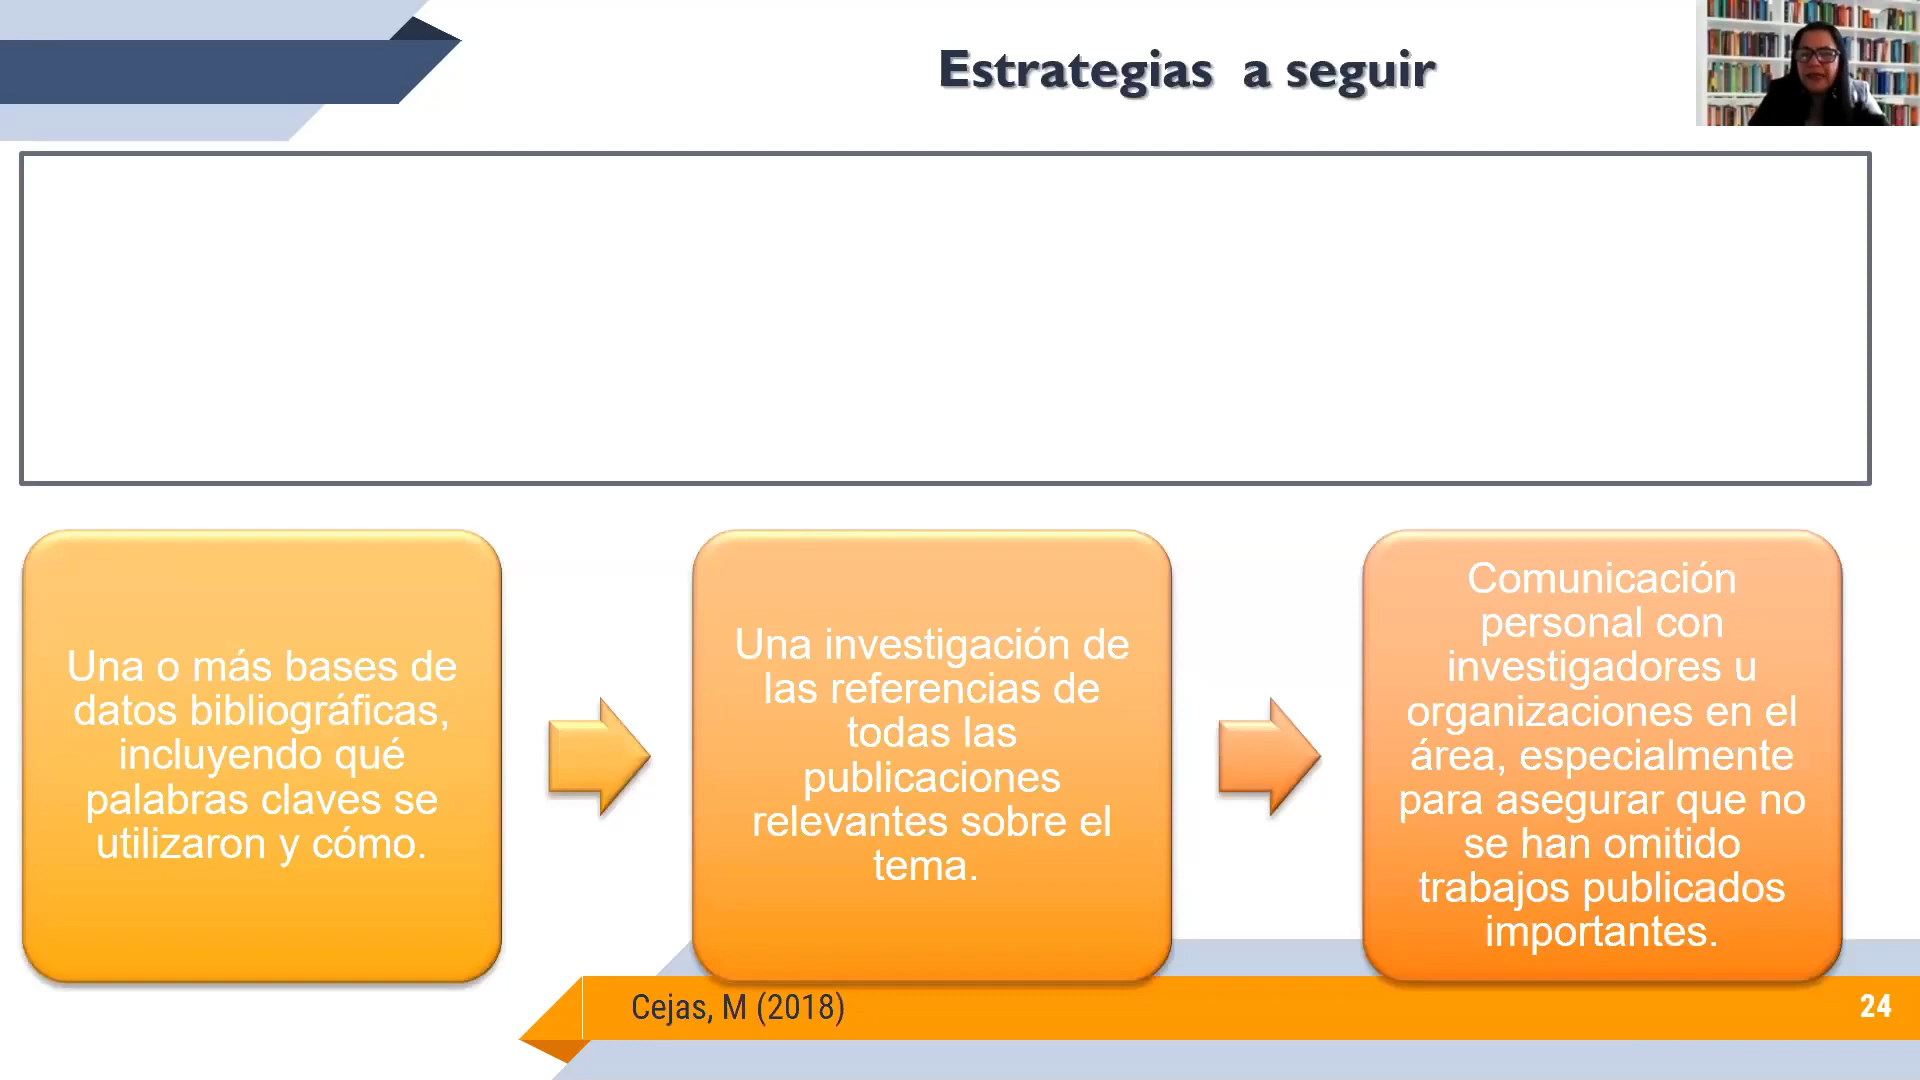 Estrategias a seguir
Una o más bases de
datos bibliográficas,
incluyendo qué
palabras claves se
utilizaron y cómo.
Una investigación de
las referencias de
todas las
publicaciones
relevantes sobre el
tema.
Comunicación
personal con
investigadores u
organizaciones en el
área, especialmente
para asegurar que no
se han omitido
trabajos publicados
importantes.
Cejas, M (2018)
24